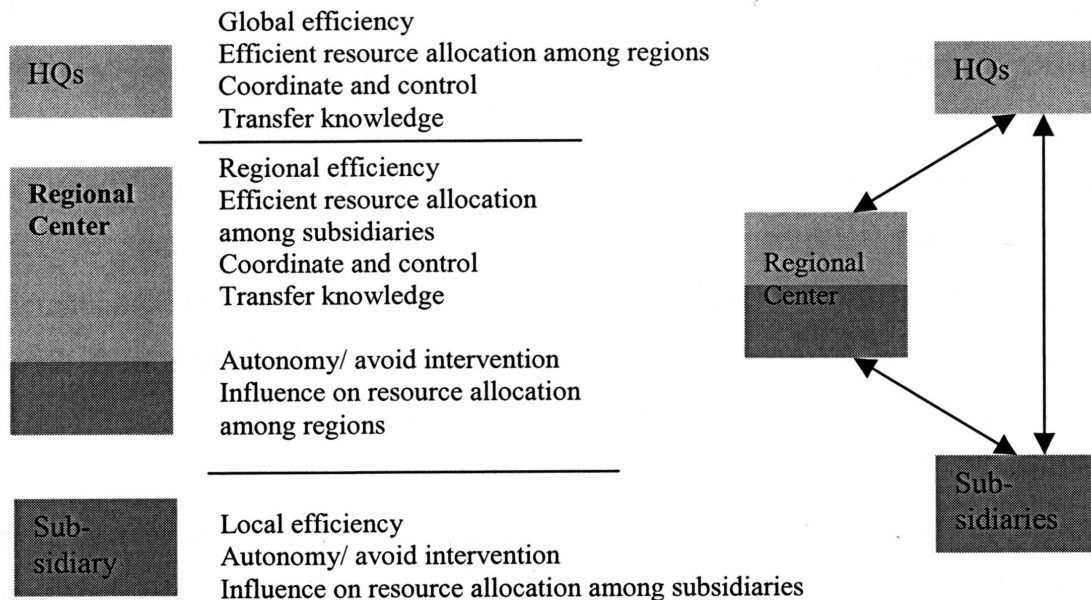 HQs
Global efficiency
Efficient resource allocation among regions
Coordinate and control
Transfer knowledge
Regional
Center
Regional efficiency
Efficient resource allocation
among subsidiaries
Coordinate and control
Transfer knowledge
Autonomy/ avoid intervention
Influence on resource allocation
among regions
Sub-
sidiary
Local efficiency
Autonomy/ avoid intervention
Influence on resource allocation among subsidiaries
HQs
Regional
Center
Sub-
sidiaries